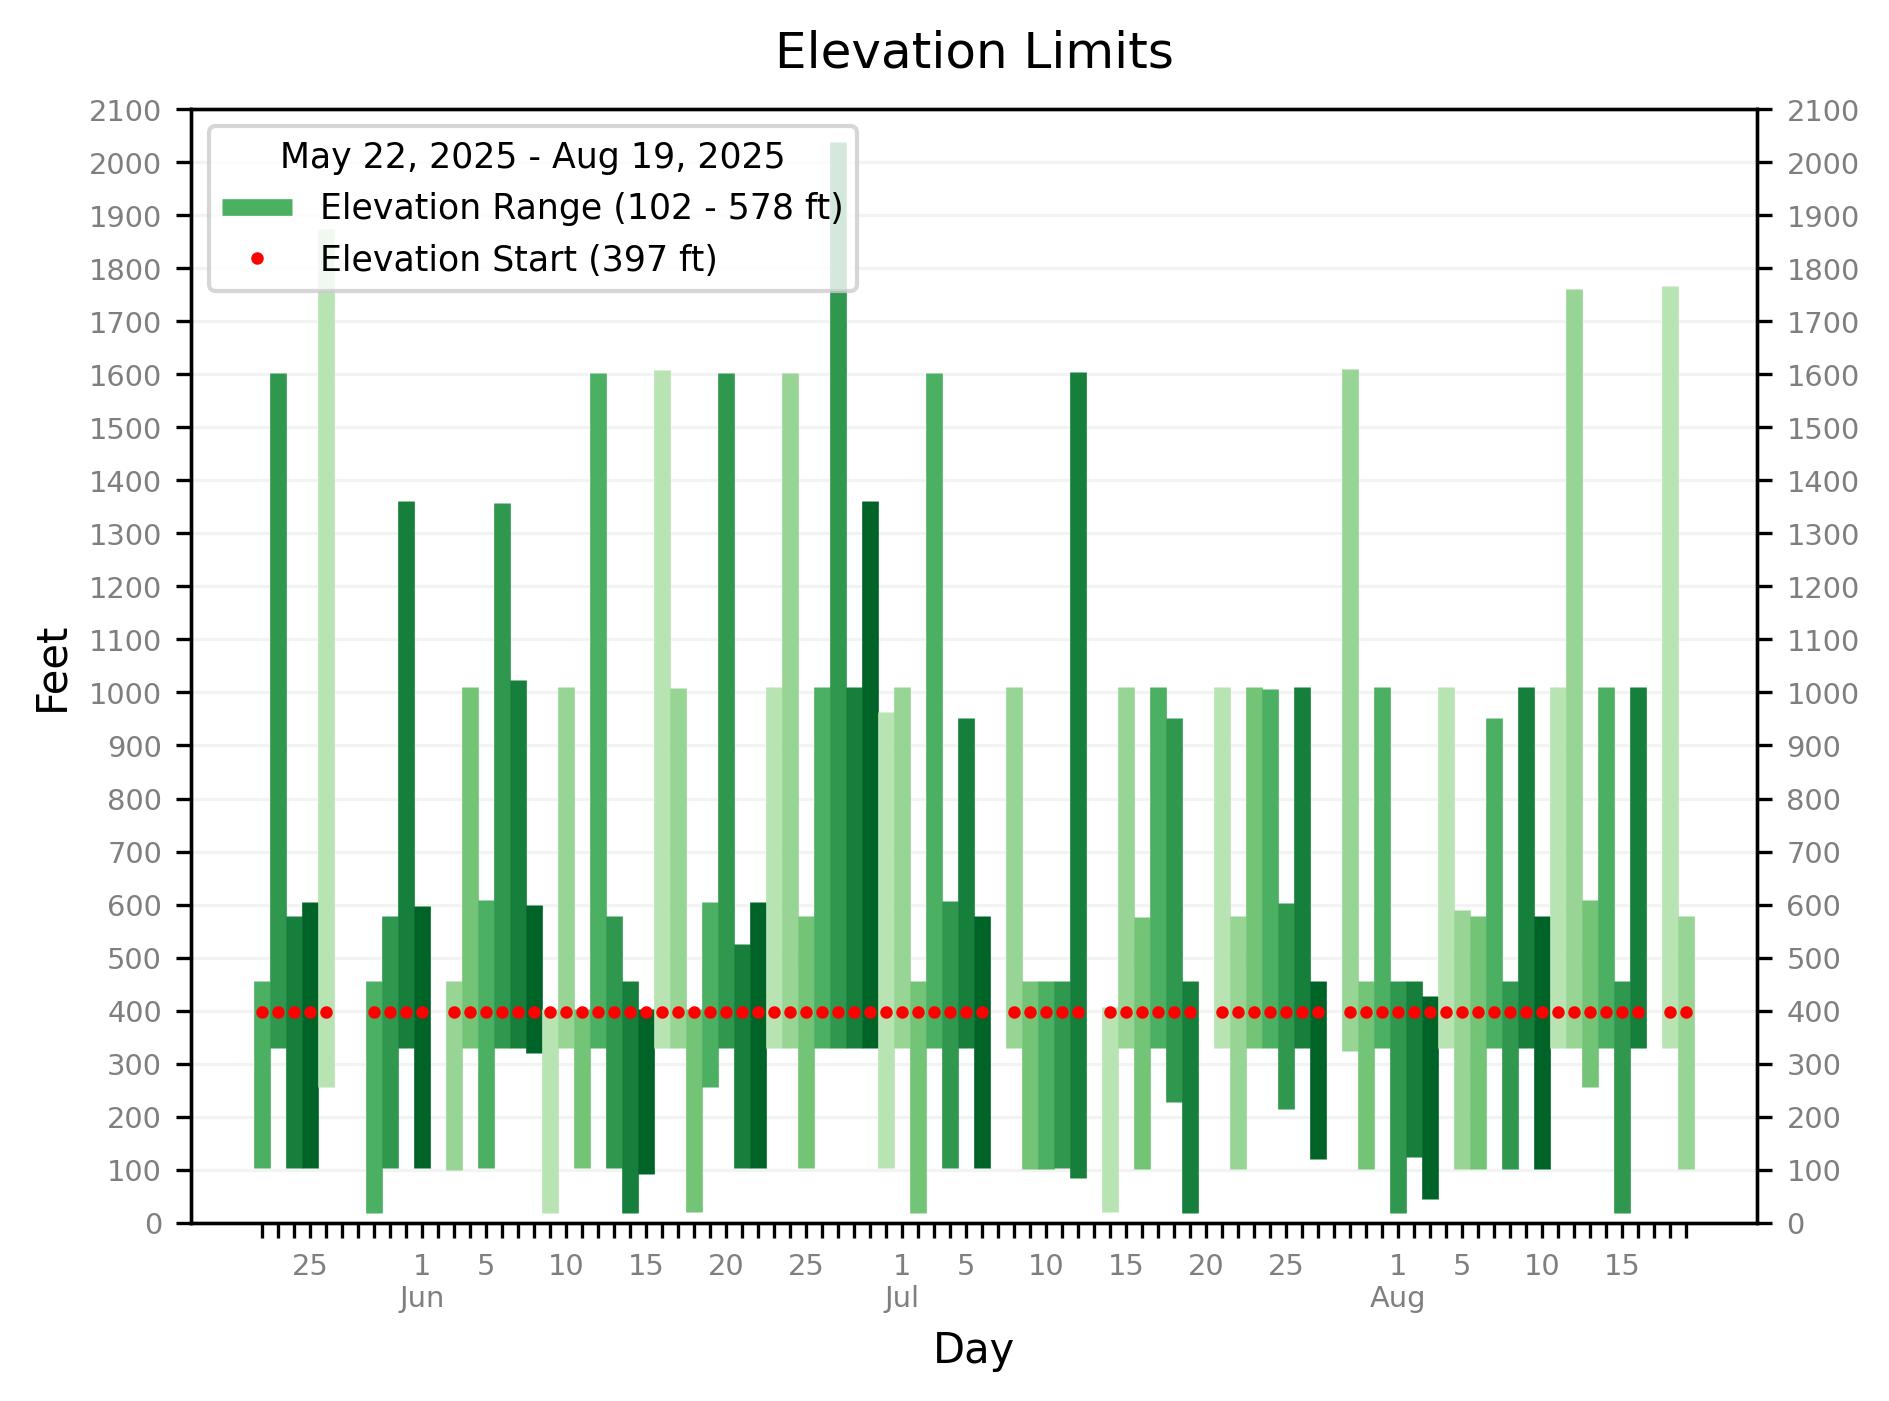 Elevation Limits
May 22, 2025 - Aug 19, 2025
Elevation Range (102 - 578 ft)
Elevation Start (397 ft)
2100 2100
2000 2000
1900 1900
1800 1800
1700 1700
1600 1600
1500 1500
1400 1400
1300 1300
1200 1200
1100 1100
1000 1000
900 900
800 800
700 700
600 600
500 500
400 400
300 300
200 200
100 100
0 0
Feet
25 1 5 10 15 20 25 1 5 10 15 20 25 1 5 10 15
Jun Jul Aug
Day